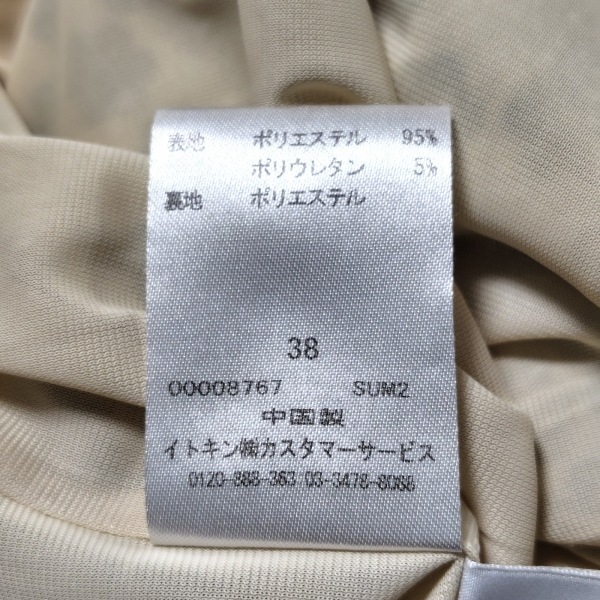 表地 ポリエステル 95%
ポリウレタン 5%
裏地 ポリエステル
38
00008767 SUM2
中国製
イトキン㈱カスタマーサービス
0120-888-363 03-3478-8088